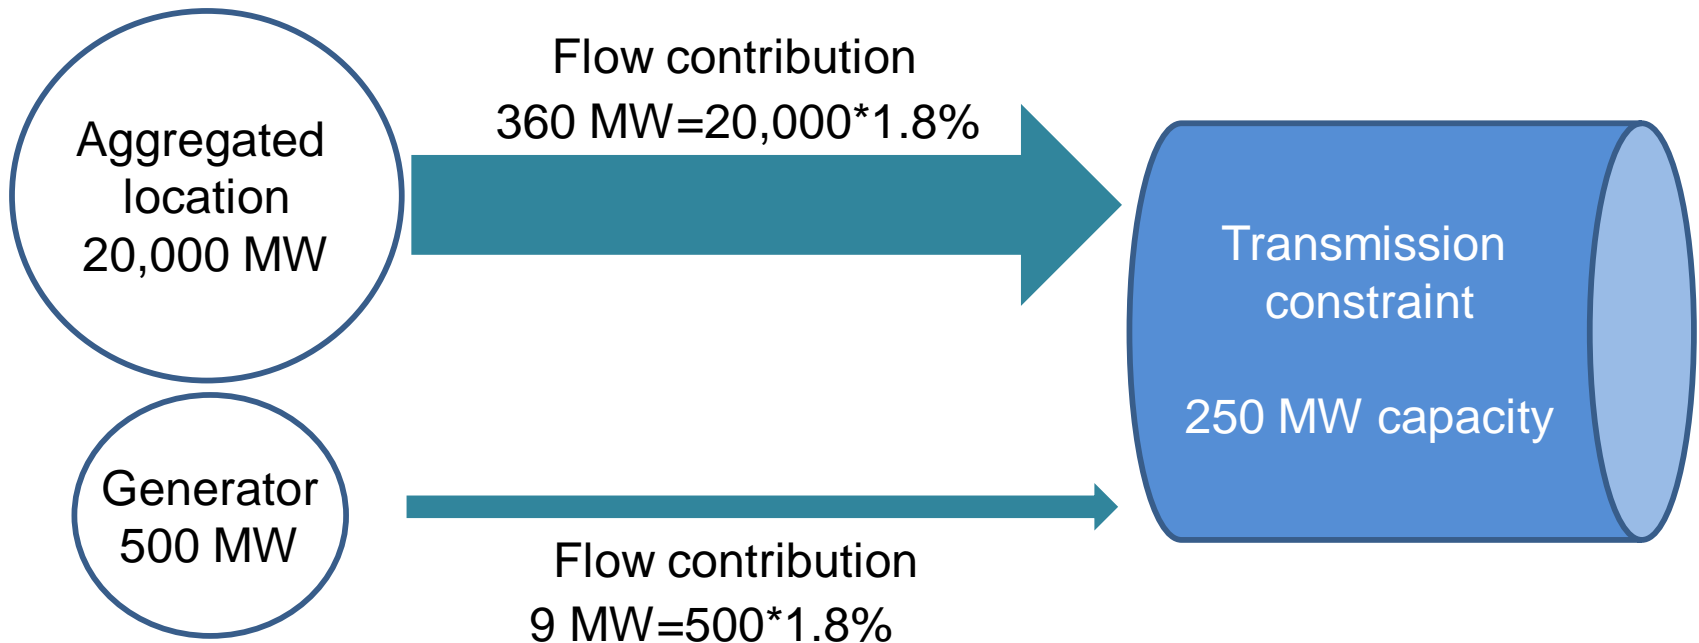 Aggregated
location
20,000 MW
Flow contribution
360 MW=20,000*1.8%
Transmission
constraint
250 MW capacity
Generator
500 MW
Flow contribution
9 MW=500*1.8%